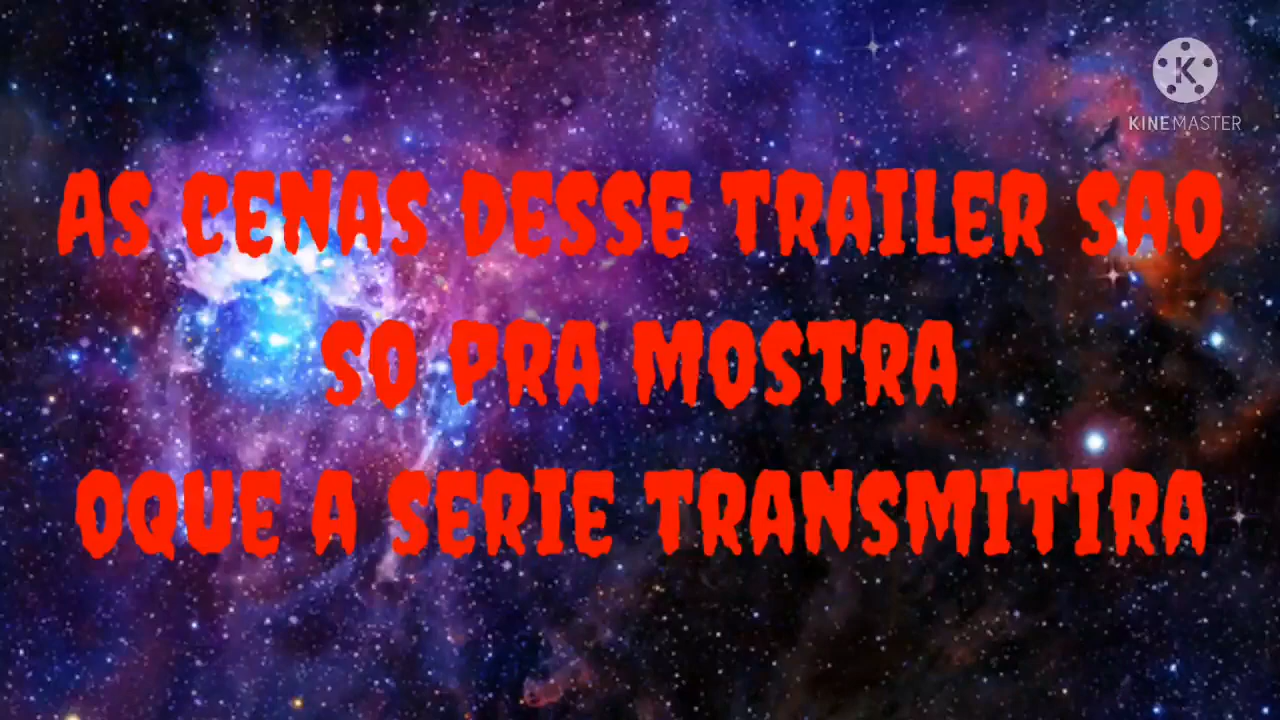 K
KINEMASTER
AS CENAS DESSE TRAILER SAO
SO PRA MOSTRA
OQUE A SERIE TRANSMITIRA